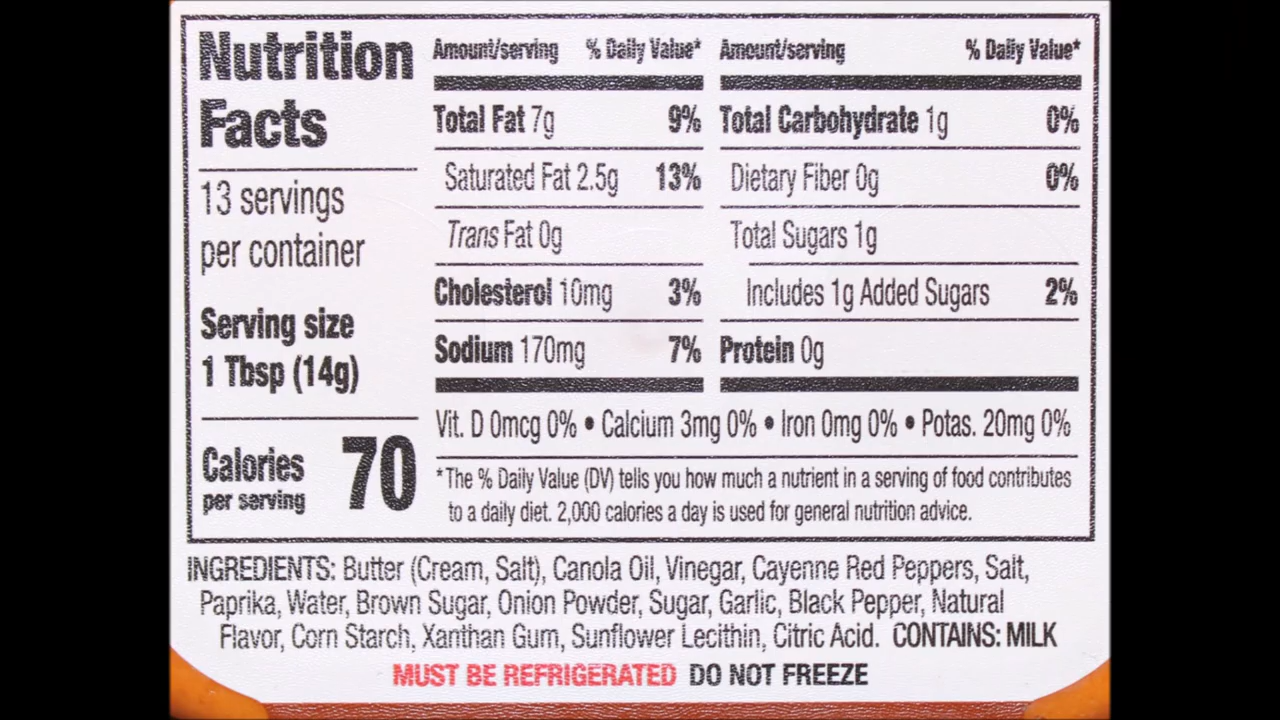 Nutrition
Facts
13 servings
per container
Serving size
1 Tbsp (14g)
Calories
per serving
70
Amount/serving % Daily Value*
Total Fat 7g 9%
Saturated Fat 2.5g 13%
Trans Fat 0g
Cholesterol 10mg 3%
Sodium 170mg 7%
Amount/serving % Daily Value*
Total Carbohydrate 1g 0%
Dietary Fiber 0g 0%
Total Sugars 1g
Includes 1g Added Sugars 2%
Protein 0g
Vit. D 0mcg 0% • Calcium 3mg 0% • Iron 0mg 0% • Potas. 20mg 0%
*The % Daily Value (DV) tells you how much a nutrient in a serving of food contributes
to a daily diet. 2,000 calories a day is used for general nutrition advice.
INGREDIENTS: Butter (Cream, Salt), Canola Oil, Vinegar, Cayenne Red Peppers, Salt,
Paprika, Water, Brown Sugar, Onion Powder, Sugar, Garlic, Black Pepper, Natural
Flavor, Corn Starch, Xanthan Gum, Sunflower Lecithin, Citric Acid. CONTAINS: MILK
MUST BE REFRIGERATED DO NOT FREEZE